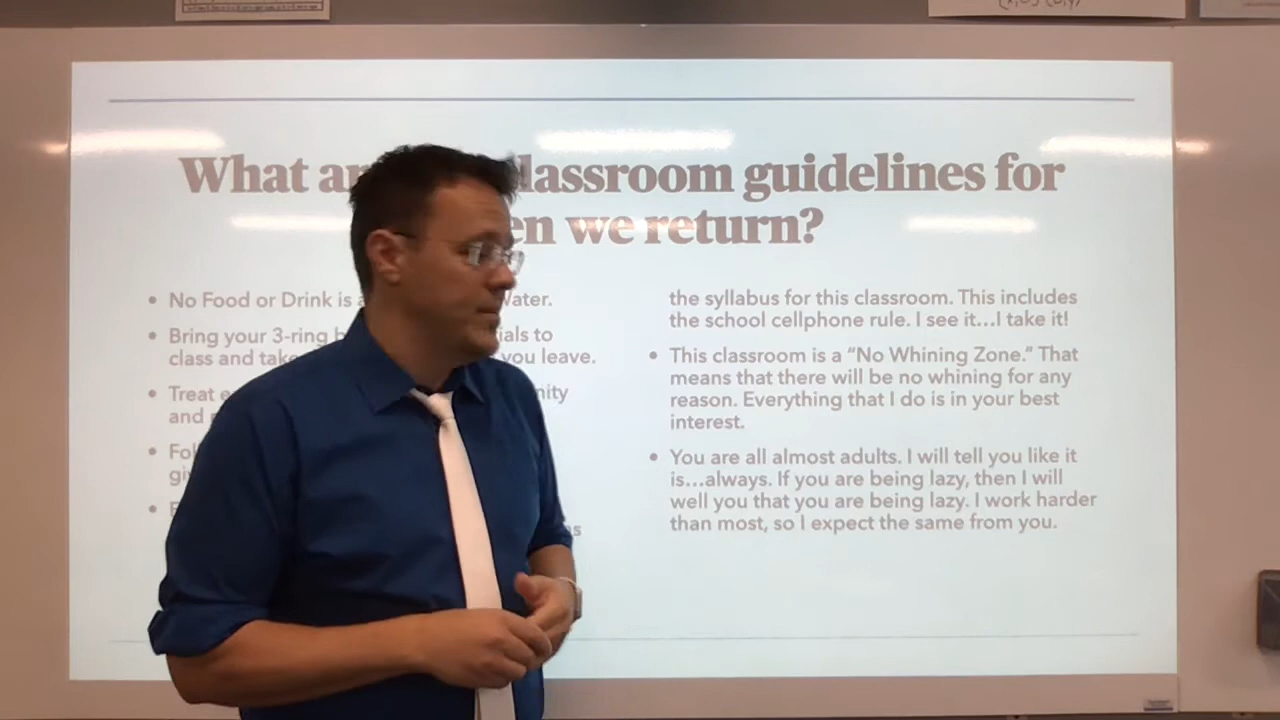 What ar classroom guidelines for
en we return?
No Food or Drink is a Water.
Bring your 3-ring b ials to
class and take you leave.
Treat e nity
and
Fol
gi
E
s
the syllabus for this classroom. This includes
the school cellphone rule. I see it...I take it!
This classroom is a “No Whining Zone.” That
means that there will be no whining for any
reason. Everything that I do is in your best
interest.
You are all almost adults. I will tell you like it
is...always. If you are being lazy, then I will
well you that you are being lazy. I work harder
than most, so I expect the same from you.